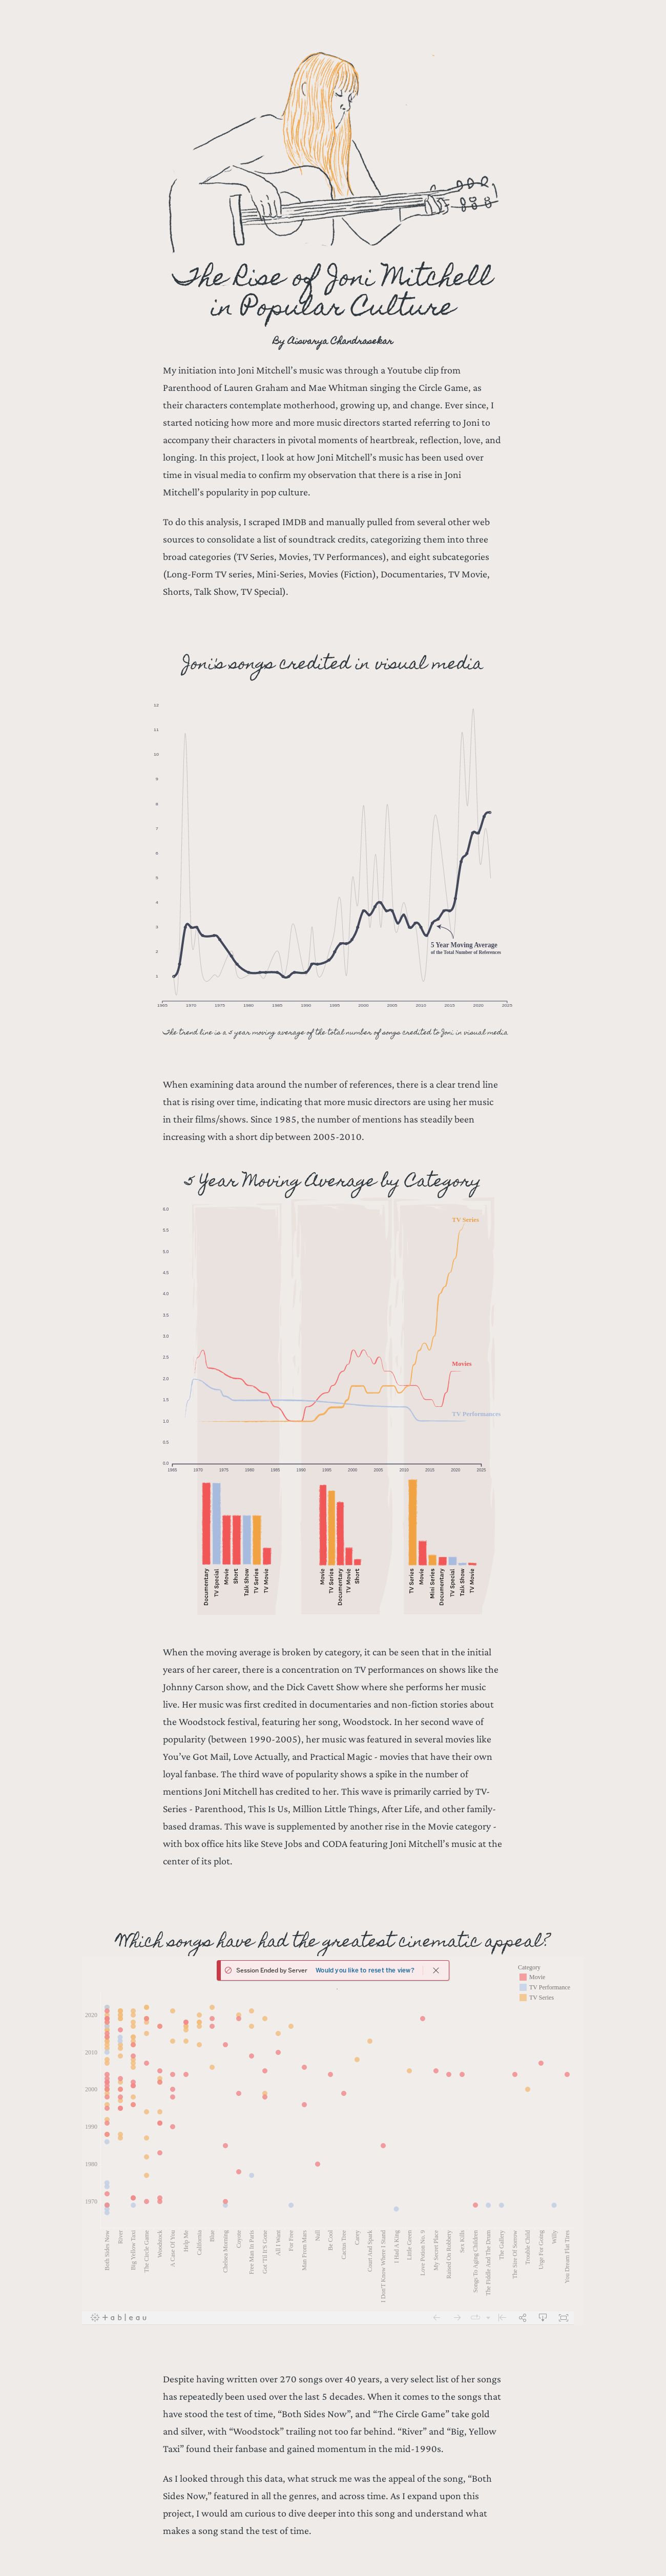 The Rise of Joni Mitchell
in Popular Culture
By Aisvarya Chandrasekar
My initiation into Joni Mitchell's music was through a Youtube clip from
Parenthood of Lauren Graham and Mae Whitman singing the Circle Game, as
their characters contemplate motherhood, growing up, and change. Ever since, I
started noticing how more and more music directors started referring to Joni to
accompany their characters in pivotal moments of heartbreak, reflection, love, and
longing. In this project, I look at how Joni Mitchell's music has been used over
time in visual media to confirm my observation that there is a rise in Joni
Mitchell's popularity in pop culture.
To do this analysis, I scraped IMDB and manually pulled from several other web
sources to consolidate a list of soundtrack credits, categorizing them into three
broad categories (TV Series, Movies, TV Performances), and eight subcategories
(Long-Form TV series, Mini-Series, Movies (Fiction), Documentaries, TV Movie,
Shorts, Talk Show, TV Special).
Joni's songs credited in visual media
12
11
10
9
8
7
6
5
4
3
2
1
5 Year Moving Average
of the Total Number of References
1965 1970 1975 1980 1985 1990 1995 2000 2005 2010 2015 2020 2025
The trend line is a 5 year moving average of the total number of songs credited to Joni in visual media
When examining data around the number of references, there is a clear trend line
that is rising over time, indicating that more music directors are using her music
in their films/shows. Since 1985, the number of mentions has steadily been
increasing with a short dip between 2005-2010.
5 Year Moving Average by Category
6.0
TV Series
5.5
5.0
4.5
4.0
3.5
3.0
2.5
Movies
2.0
1.5
TV Performances
1.0
0.5
0.0
1965 1970 1975 1980 1985 1990 1995 2000 2005 2010 2015 2020 2025
Documentary
TV Special
Movie
Short
Talk Show
TV Series
TV Movie
Movie
TV Series
Documentary
TV Movie
Short
TV Series
Movie
Mini Series
Documentary
TV Special
Talk Show
TV Movie
When the moving average is broken by category, it can be seen that in the initial
years of her career, there is a concentration on TV performances on shows like the
Johnny Carson show, and the Dick Cavett Show where she performs her music
live. Her music was first credited in documentaries and non-fiction stories about
the Woodstock festival, featuring her song, Woodstock. In her second wave of
popularity (between 1990-2005), her music was featured in several movies like
You've Got Mail, Love Actually, and Practical Magic - movies that have their own
loyal fanbase. The third wave of popularity shows a spike in the number of
mentions Joni Mitchell has credited to her. This wave is primarily carried by TV-
Series - Parenthood, This Is Us, Million Little Things, After Life, and other family-
based dramas. This wave is supplemented by another rise in the Movie category -
with box office hits like Steve Jobs and CODA featuring Joni Mitchell's music at the
center of its plot.
Which songs have had the greatest cinematic appeal?
Session Ended by Server Would you like to reset the view?
Category
Movie
TV Performance
TV Series
2020
2010
2000
1990
1980
1970
Both Sides Now
River
Big Yellow Taxi
The Circle Game
Woodstock
A Case Of You
Help Me
California
Blue
Chelsea Morning
Coyote
Free Man In Paris
Got 'Til It'S Gone
All I Want
For Free
Man From Mars
Null
Be Cool
Cactus Tree
Carey
Court And Spark
I Don'T Know Where I Stand
I Had A King
Little Green
Love Potion No. 9
My Secret Place
Raised On Robbery
Sex Kills
Songs To Aging Children
The Fiddle And The Drum
The Gallery
The Sire Of Sorrow
Trouble Child
Urge For Going
Willy
You Dream Flat Tires
+ableau
Despite having written over 270 songs over 40 years, a very select list of her songs
has repeatedly been used over the last 5 decades. When it comes to the songs that
have stood the test of time, "Both Sides Now", and "The Circle Game" take gold
and silver, with "Woodstock" trailing not too far behind. "River" and "Big, Yellow
Taxi" found their fanbase and gained momentum in the mid-1990s.
As I looked through this data, what struck me was the appeal of the song, "Both
Sides Now," featured in all the genres, and across time. As I expand upon this
project, I would am curious to dive deeper into this song and understand what
makes a song stand the test of time.